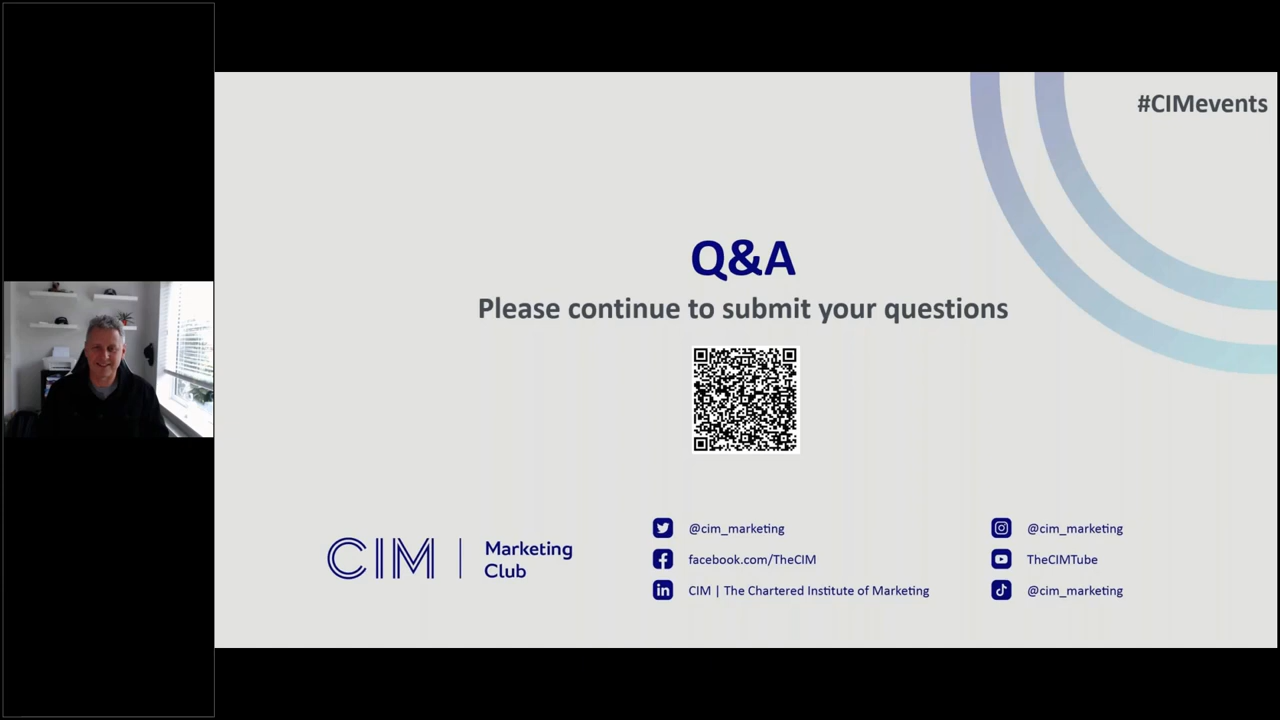 #CIMevents
Q&A
Please continue to submit your questions
CIM | Marketing
Club
@cim_marketing
facebook.com/TheCIM
CIM | The Chartered Institute of Marketing
@cim_marketing
TheCIMTube
@cim_marketing